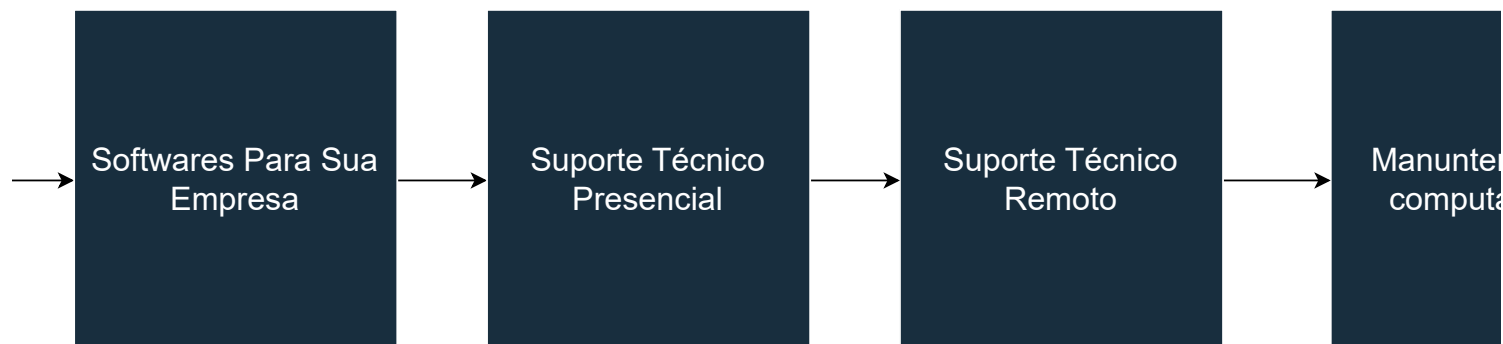 Softwares Para Sua
Empresa
Suporte Técnico
Presencial
Suporte Técnico
Remoto